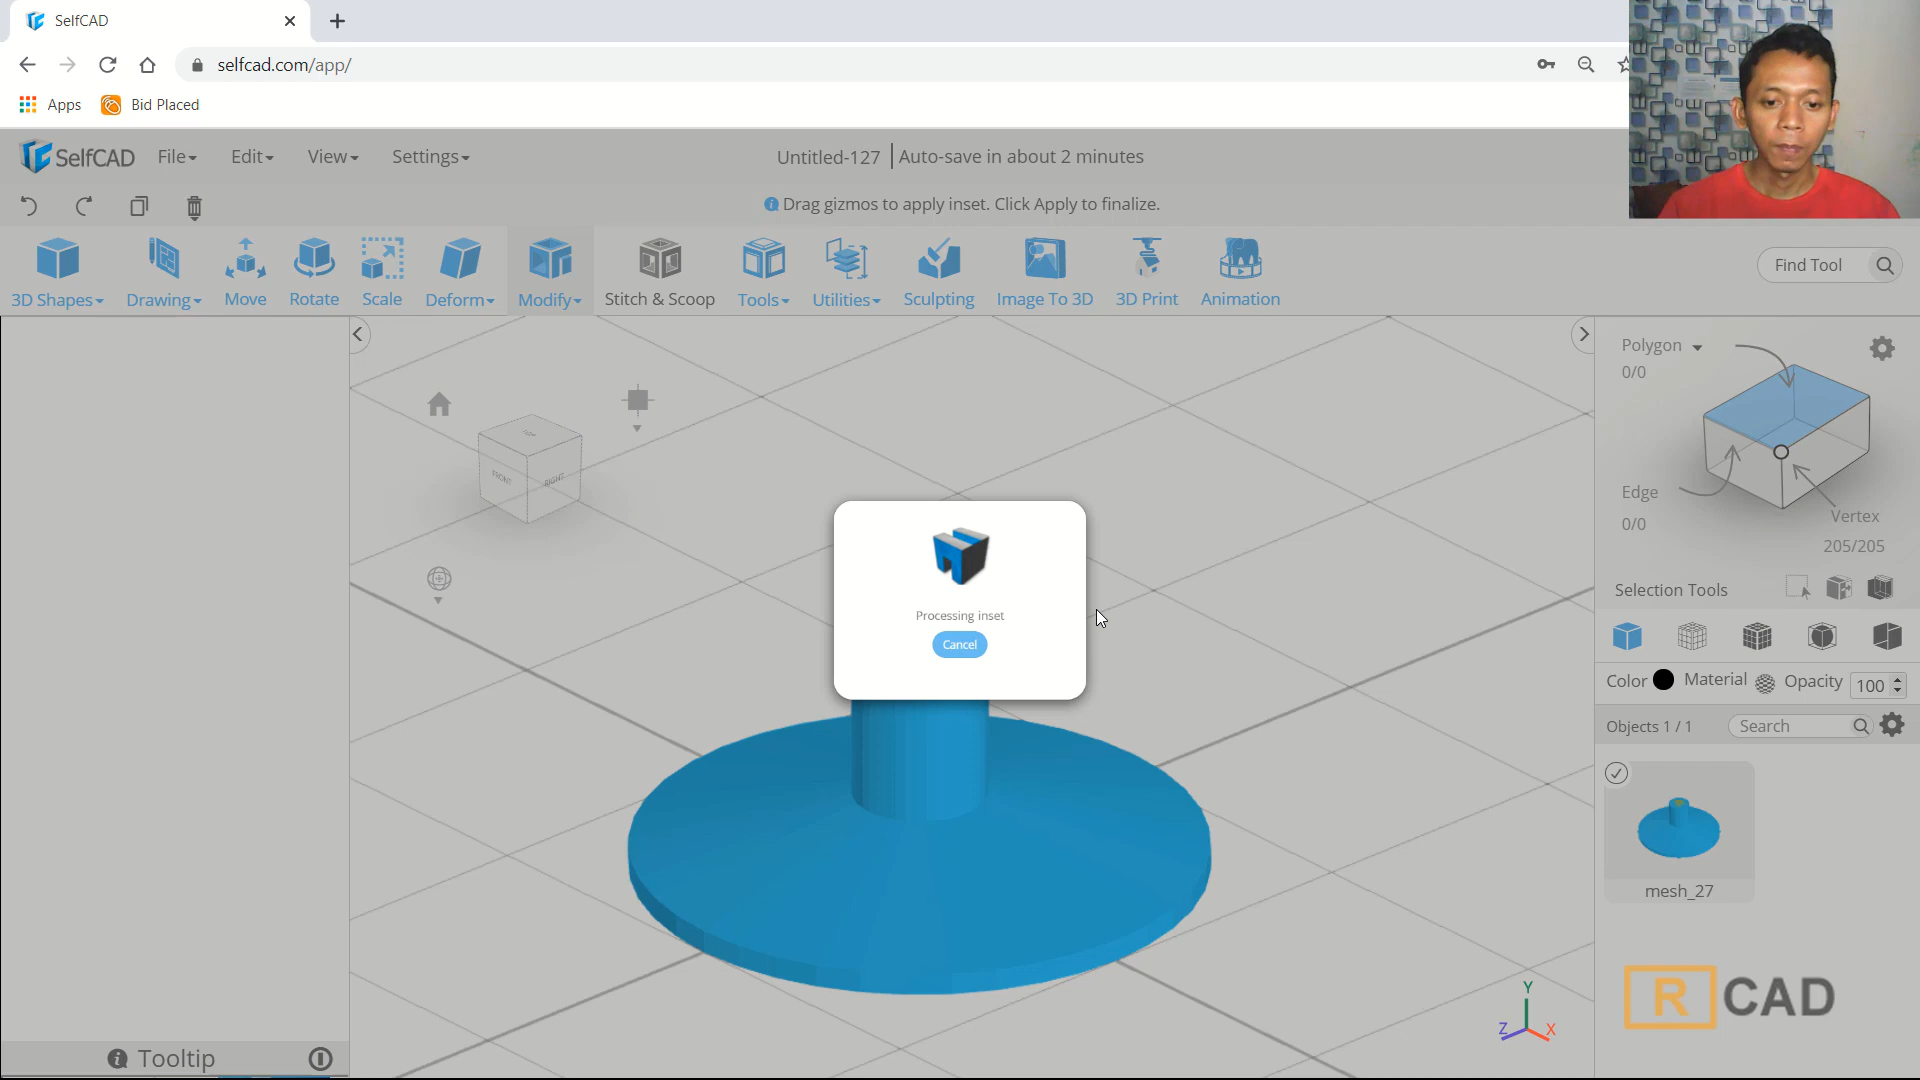 SelfCAD
selfcad.com/app/
Apps
Bid Placed
SelfCAD
File
Edit
View
Settings
Untitled-127
Auto-save in about 2 minutes
Drag gizmos to apply inset. Click Apply to finalize.
3D Shapes
Drawing
Move
Rotate
Scale
Deform
Modify
Stitch & Scoop
Tools
Utilities
Sculpting
Image To 3D
3D Print
Animation
Find Tool
Polygon
0/0
TOP
FRONT
RIGHT
Edge
0/0
Vertex
205/205
Processing inset
Cancel
Selection Tools
Color
Material
Opacity
100
Objects 1 / 1
Search
mesh_27
Y
Z
X
R CAD
Tooltip